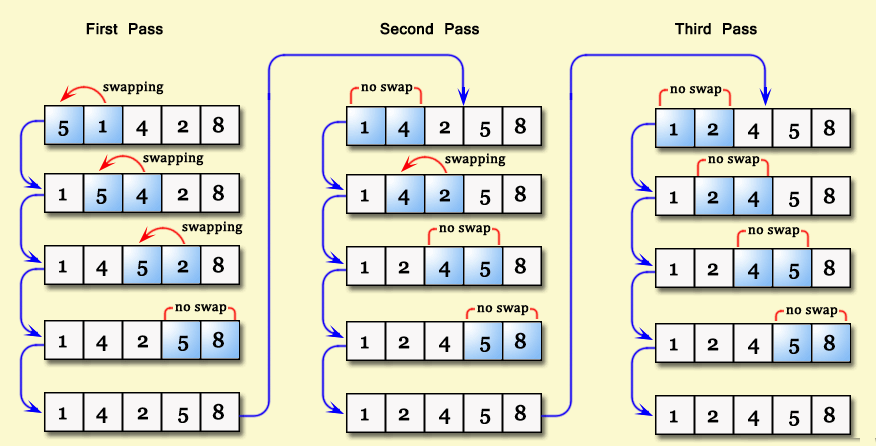 First Pass
swapping
5 1 4 2 8
swapping
1 5 4 2 8
swapping
1 4 5 2 8
no swap
1 4 2 5 8
1 4 2 5 8
Second Pass
no swap
1 4 2 5 8
swapping
1 4 2 5 8
no swap
1 2 4 5 8
no swap
1 2 4 5 8
1 2 4 5 8
Third Pass
no swap
1 2 4 5 8
no swap
1 2 4 5 8
no swap
1 2 4 5 8
no swap
1 2 4 5 8
1 2 4 5 8